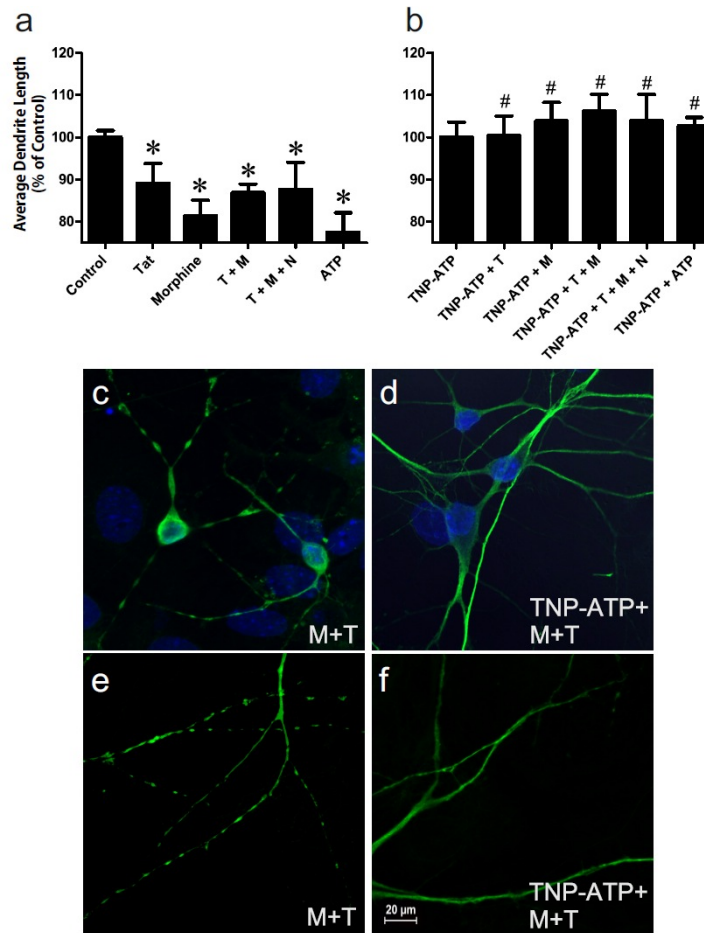 a
Average Dendrite Length
(% of Control)
120
110
100
90
80
*
*
*
*
*
Control
Tat
Morphine
T + M
T + M + N
ATP
b
120
110
100
90
80
#
#
#
#
#
TNP-ATP
TNP-ATP + T
TNP-ATP + M
TNP-ATP + T + M
TNP-ATP + T + M + N
TNP-ATP + ATP
c
M+T
d
TNP-ATP+
M+T
e
M+T
f
20 µm
TNP-ATP+
M+T